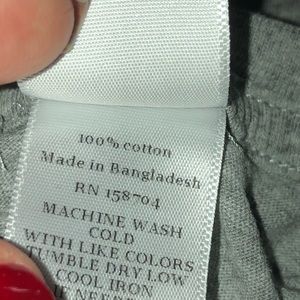 100% cotton
Made in Bangladesh
RN 158704
MACHINE WASH
COLD
WITH LIKE COLORS
TUMBLE DRY LOW
COOL IRON